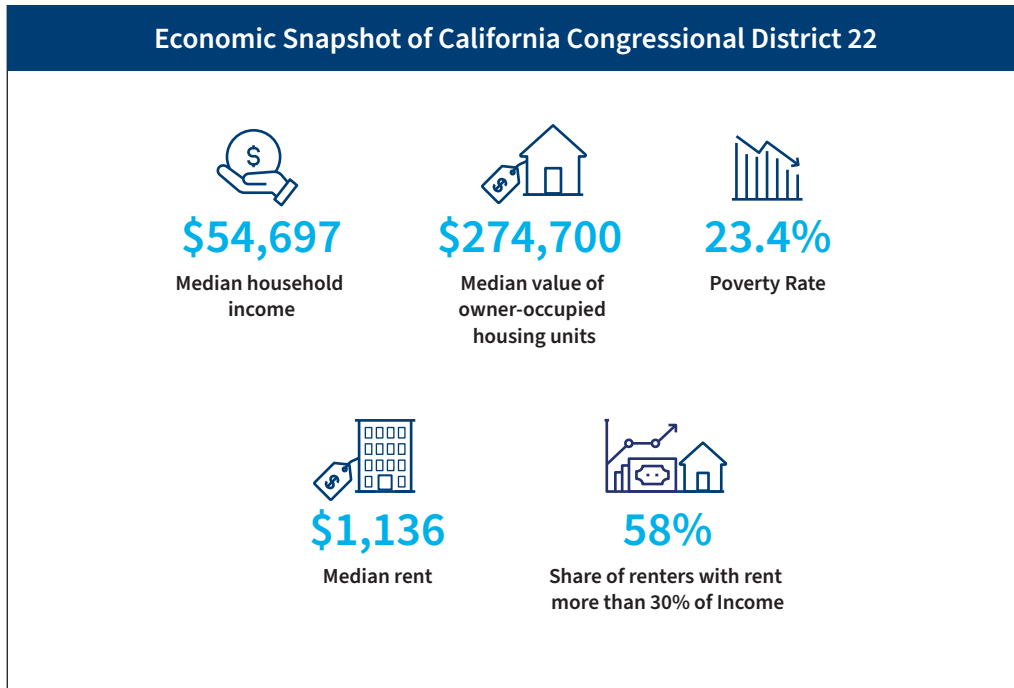 Economic Snapshot of California Congressional District 22
$
$
$54,697
$274,700
23.4%
Median household
income
Median value of
owner-occupied
housing units
Poverty Rate
$
$1,136
58%
Median rent
Share of renters with rent
more than 30% of Income